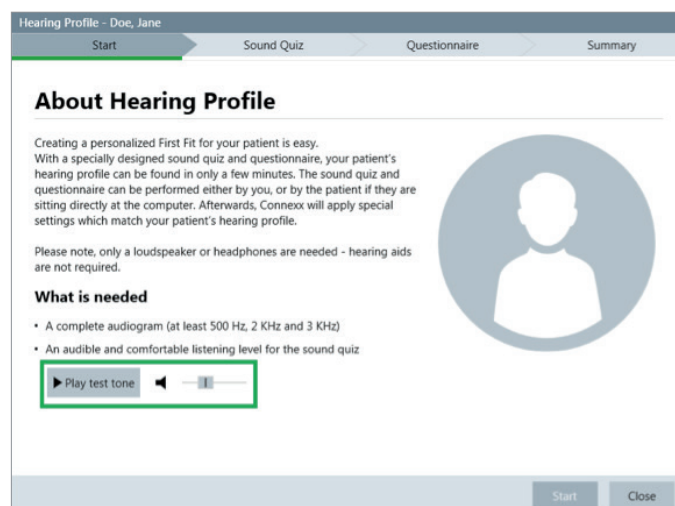 Hearing Profile - Doe, Jane
Start
Sound Quiz
Questionnaire
Summary
About Hearing Profile
Creating a personalized First Fit for your patient is easy.
With a specially designed sound quiz and questionnaire, your patient's
hearing profile can be found in only a few minutes. The sound quiz and
questionnaire can be performed either by you, or by the patient if they are
sitting directly at the computer. Afterwards, Connexx will apply special
settings which match your patient's hearing profile.
Please note, only a loudspeaker or headphones are needed - hearing aids
are not required.
What is needed
• A complete audiogram (at least 500 Hz, 2 KHz and 3 KHz)
• An audible and comfortable listening level for the sound quiz
Play test tone
Start
Close